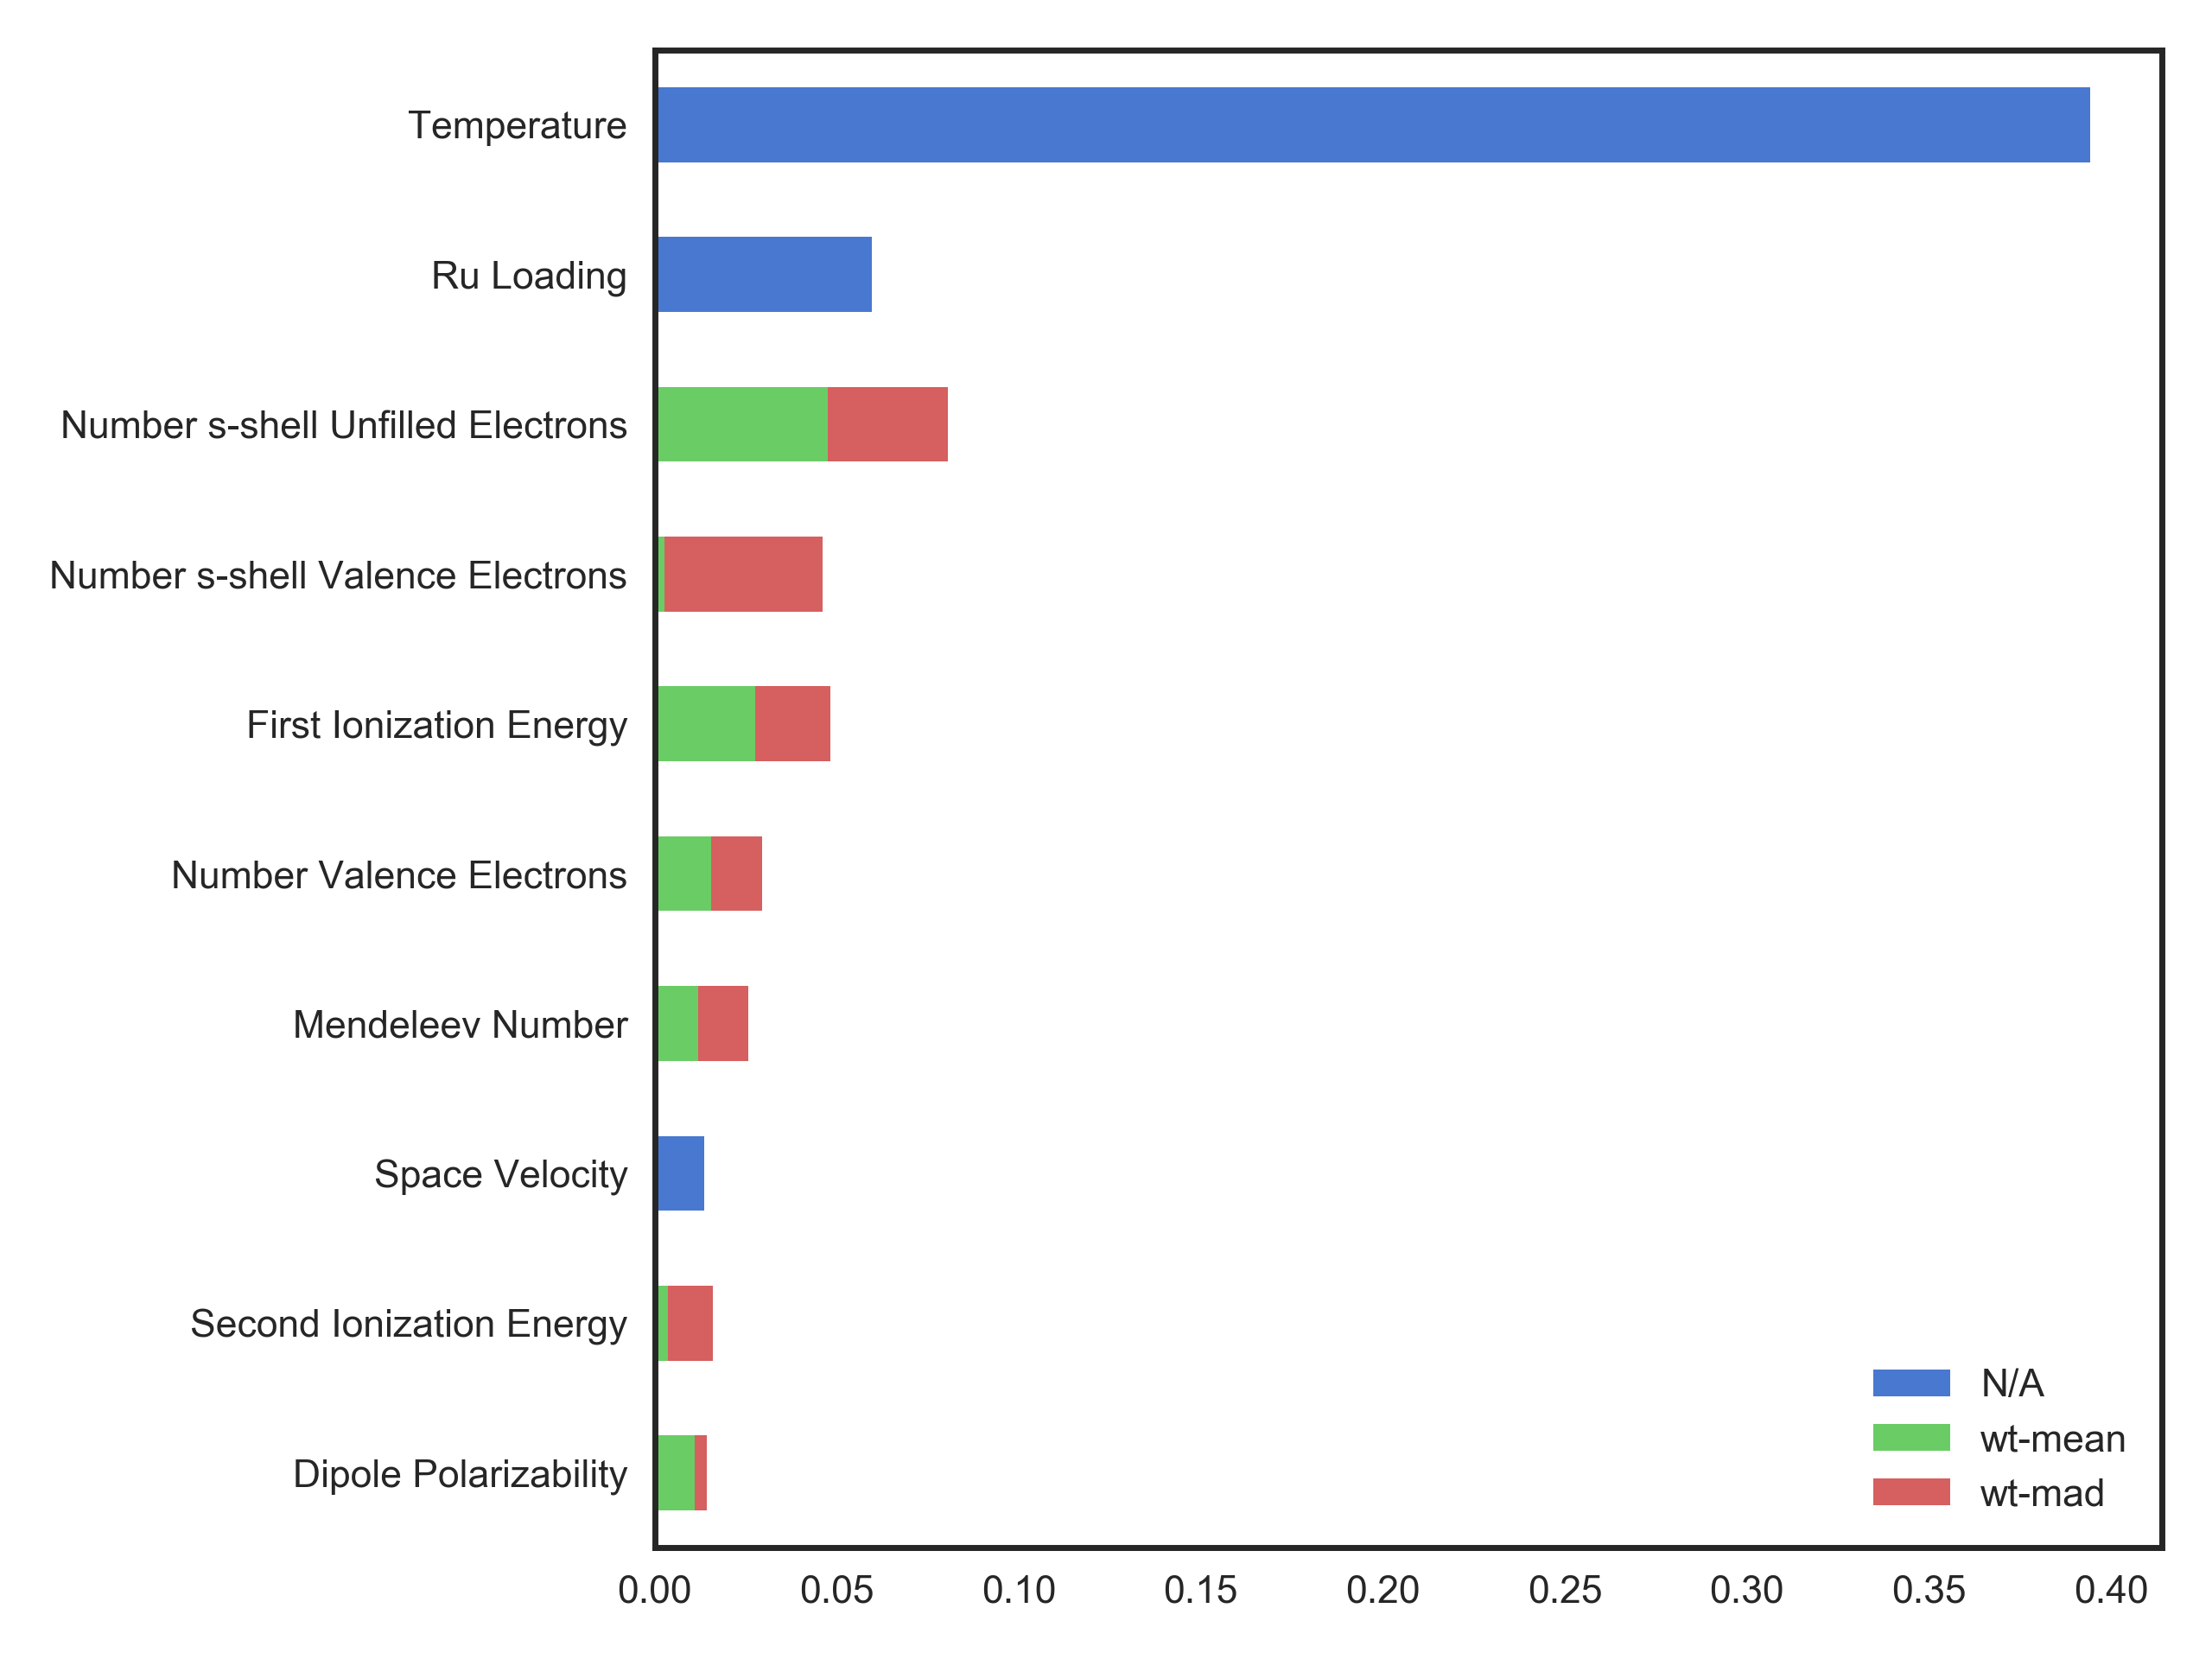 Temperature
Ru Loading
Number s-shell Unfilled Electrons
Number s-shell Valence Electrons
First Ionization Energy
Number Valence Electrons
Mendeleev Number
Space Velocity
Second Ionization Energy
Dipole Polarizability
N/A
wt-mean
wt-mad
0.00 0.05 0.10 0.15 0.20 0.25 0.30 0.35 0.40